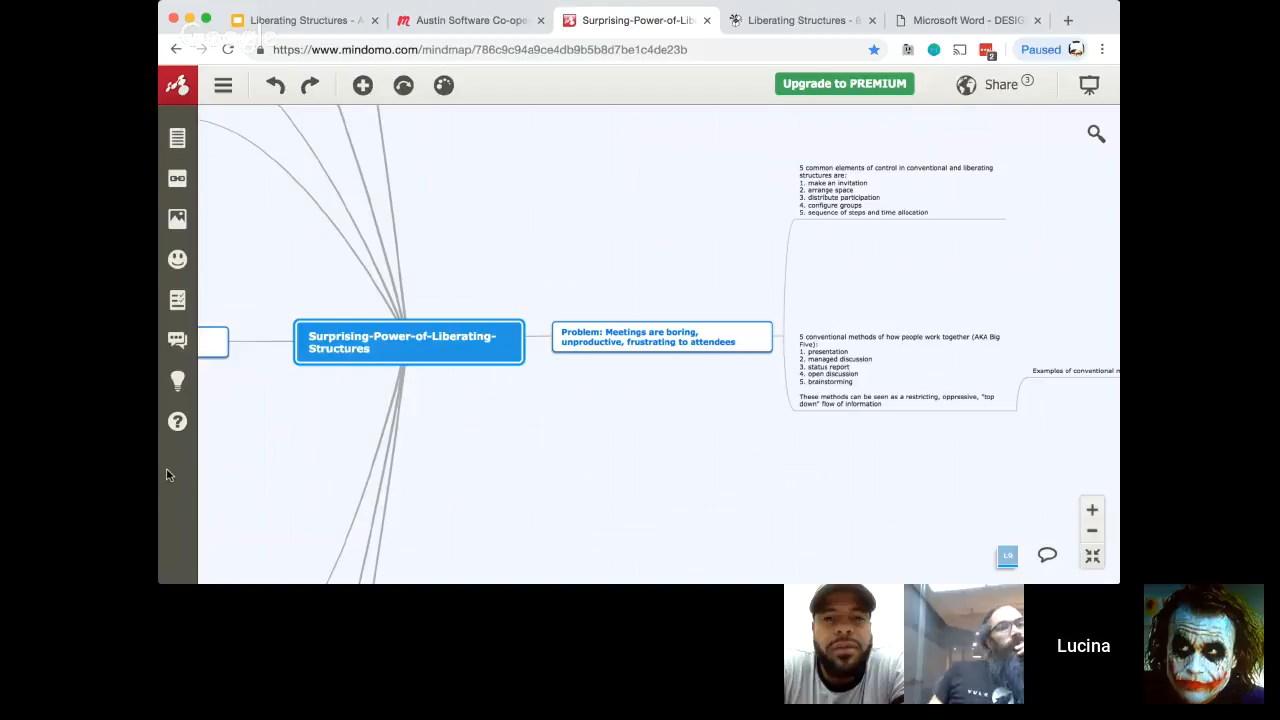 Liberating Structures - A
Austin Software Co-ope
Surprising-Power-of-Lib
Liberating Structures - B
Microsoft Word - DESIG
Google
https://www.mindomo.com/mindmap/786c9c94a9ce4db9b5b8d7be1c4de23b
2
Paused
Upgrade to PREMIUM
Share 3
5 common elements of control in conventional and liberating
structures are:
1. make an invitation
2. arrange space
3. distribute participation
4. configure groups
5. sequence of steps and time allocation
Surprising-Power-of-Liberating-
Structures
Problem: Meetings are boring,
unproductive, frustrating to attendees
5 conventional methods of how people work together (AKA Big
Five):
1. presentation
2. managed discussion
3. status report
4. open discussion
5. brainstorming
These methods can be seen as a restricting, oppressive, "top
down" flow of information
Examples of conventional m
LG
VULK
Lucina